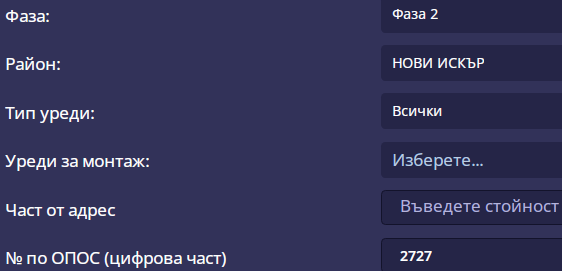 Фаза: Фаза 2
Район: НОВИ ИСКЪР
Тип уреди: Всички
Уреди за монтаж: Изберете...
Част от адрес Въведете стойност
№ по ОПОС (цифрова част) 2727